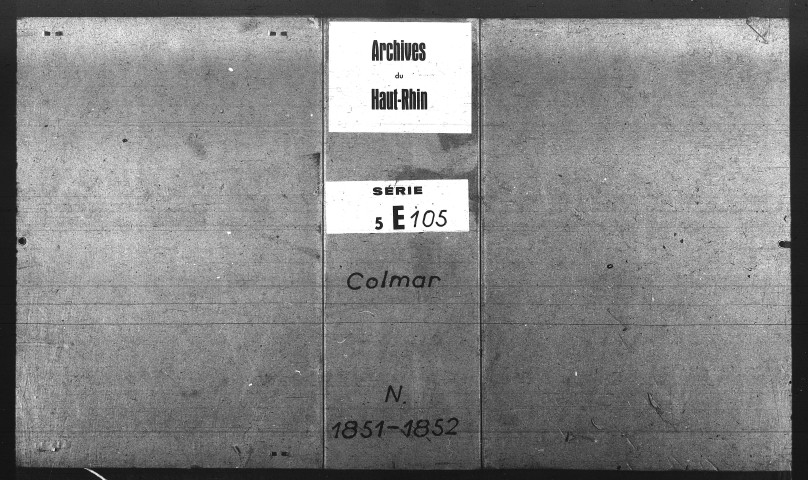 Archives
du
Haut-Rhin
SÉRIE
5 E 105
Colmar
N.
1851-1852